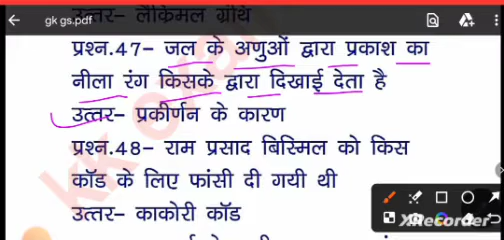 gk gs.pdf
उत्तर- लैक्रिमल ग्रंथि
प्रश्न.47- जल के अणुओं द्वारा प्रकाश का
नीला रंग किसके द्वारा दिखाई देता है
उत्तर- प्रकीर्णन के कारण
प्रश्न.48- राम प्रसाद बिस्मिल को किस
कॉड के लिए फांसी दी गयी थी
उत्तर- काकोरी कॉड
XRecorder